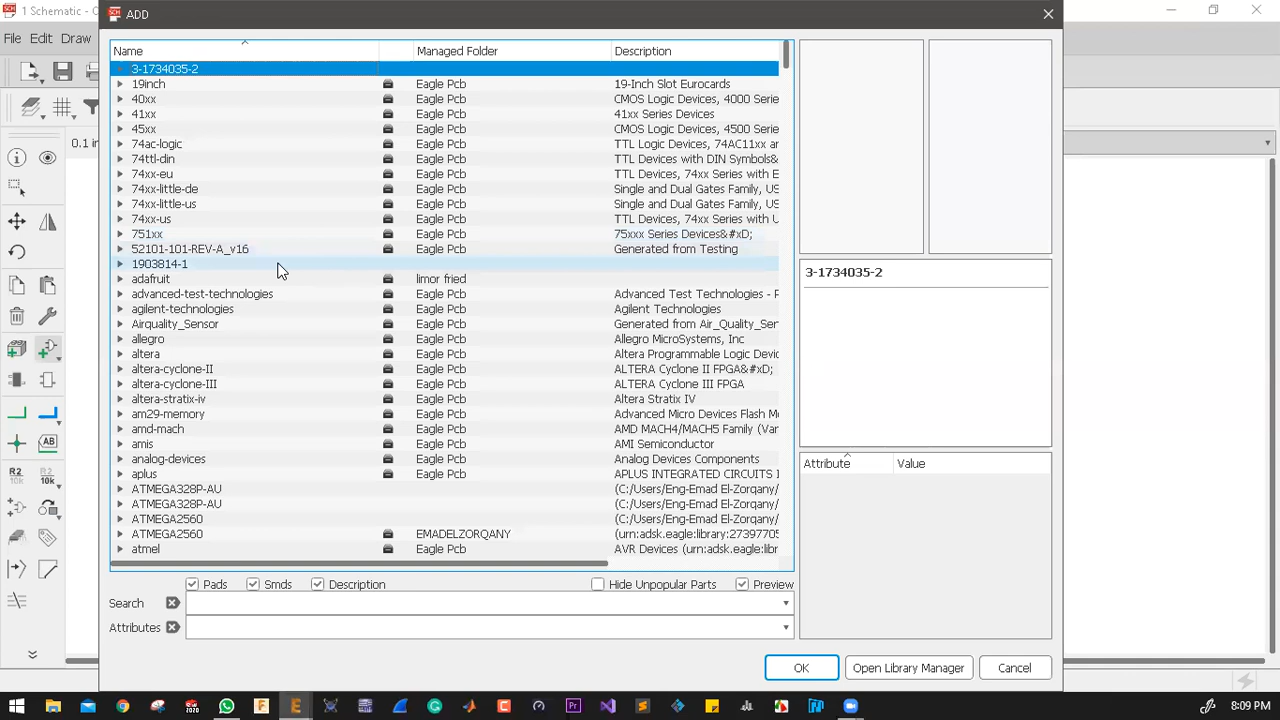 1 Schematic -
ADD
File Edit Draw
0.1 in
Name Managed Folder Description
3-1734035-2
19inch Eagle Pcb 19-Inch Slot Eurocards
40xx Eagle Pcb CMOS Logic Devices, 4000 Serie
41xx Eagle Pcb 41xx Series Devices
45xx Eagle Pcb CMOS Logic Devices, 4500 Serie
74ac-logic Eagle Pcb TTL Logic Devices, 74AC11xx an
74ttl-din Eagle Pcb TTL Devices with DIN Symbols&
74xx-eu Eagle Pcb TTL Devices, 74xx Series with E
74xx-little-de Eagle Pcb Single and Dual Gates Family, US
74xx-little-us Eagle Pcb Single and Dual Gates Family, US
74xx-us Eagle Pcb TTL Devices, 74xx Series with U
751xx Eagle Pcb 75xxx Series Devices&#xD;
52101-101-REV-A_v16 Eagle Pcb Generated from Testing
1903814-1
adafruit limor fried
advanced-test-technologies Eagle Pcb Advanced Test Technologies - P
agilent-technologies Eagle Pcb Agilent Technologies
Airquality_Sensor Eagle Pcb Generated from Air_Quality_Sen
allegro Eagle Pcb Allegro MicroSystems, Inc
altera Eagle Pcb Altera Programmable Logic Devic
altera-cyclone-II Eagle Pcb ALTERA Cyclone II FPGA&#xD;
altera-cyclone-III Eagle Pcb ALTERA Cyclone III FPGA
altera-stratix-iv Eagle Pcb Altera Stratix IV
am29-memory Eagle Pcb Advanced Micro Devices Flash Me
amd-mach Eagle Pcb AMD MACH4/MACH5 Family (Van
amis Eagle Pcb AMI Semiconductor
analog-devices Eagle Pcb Analog Devices Components
aplus Eagle Pcb APLUS INTEGRATED CIRCUITS I
ATMEGA328P-AU (C:/Users/Eng-Emad El-Zorqany/
ATMEGA328P-AU (C:/Users/Eng-Emad El-Zorqany/
ATMEGA2560 (C:/Users/Eng-Emad El-Zorqany/
ATMEGA2560 EMADELZORQANY (urn:adsk.eagle:library:27397705
atmel Eagle Pcb AVR Devices (urn:adsk.eagle:libr
3-1734035-2
Attribute Value
Pads Smds Description Hide Unpopular Parts Preview
Search
Attributes
OK Open Library Manager Cancel
R2
10k
R2
10k
AB
8:09 PM